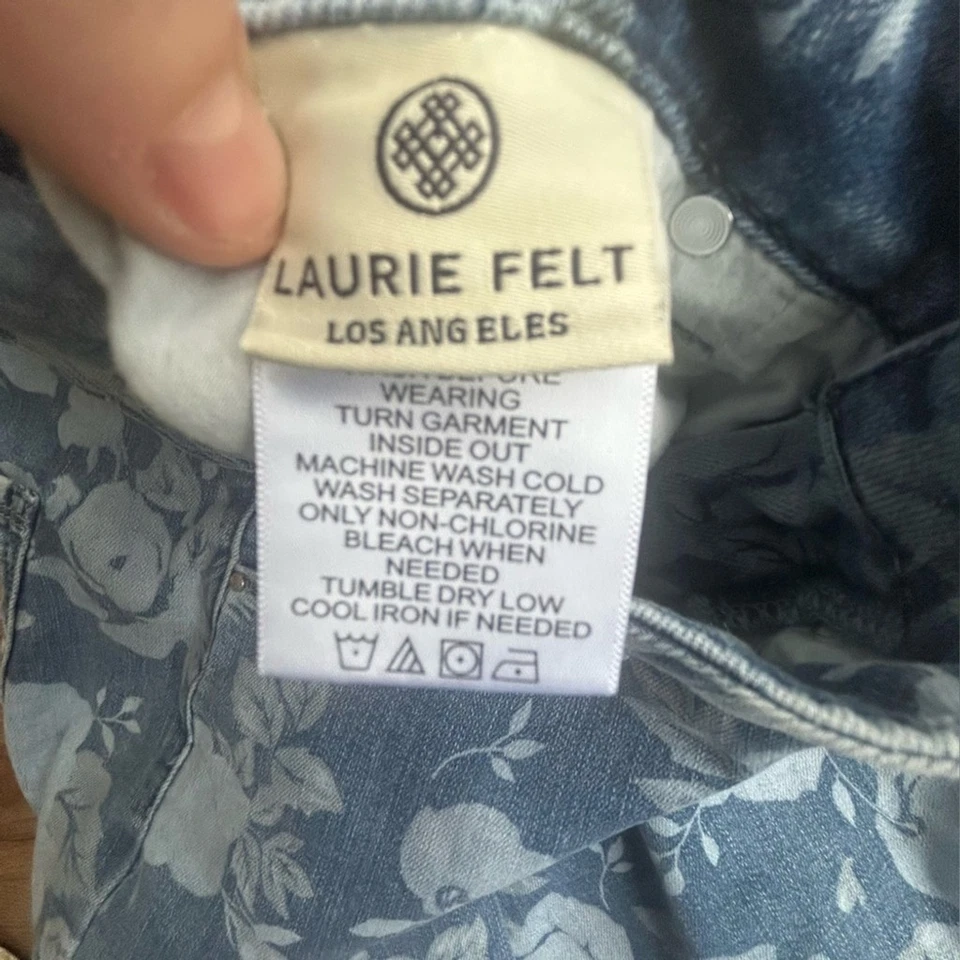 LAURIE FELT
LOS ANGELES
BEFORE
WEARING
TURN GARMENT
INSIDE OUT
MACHINE WASH COLD
WASH SEPARATELY
ONLY NON-CHLORINE
BLEACH WHEN
NEEDED
TUMBLE DRY LOW
COOL IRON IF NEEDED